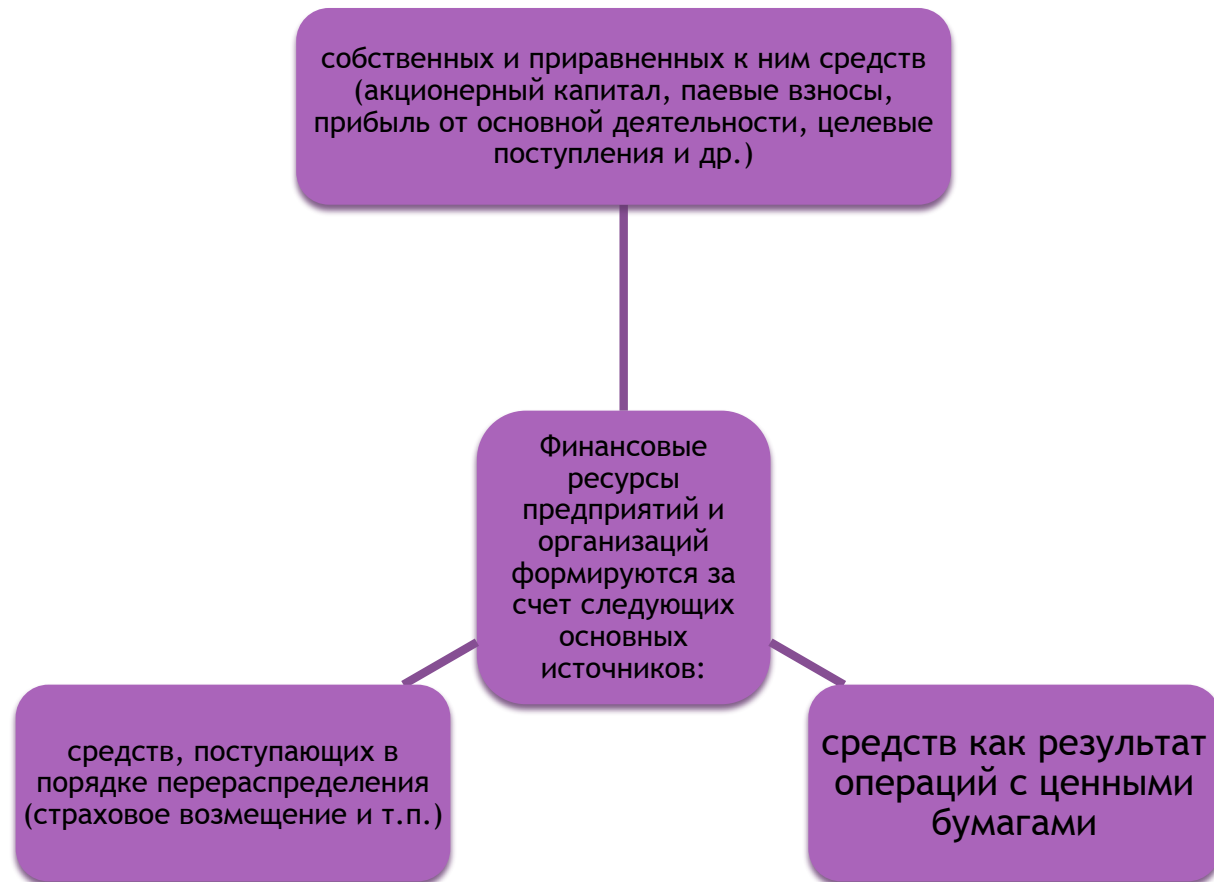 собственных и приравненных к ним средств
(акционерный капитал, паевые взносы,
прибыль от основной деятельности, целевые
поступления и др.)
Финансовые
ресурсы
предприятий и
организаций
формируются за
счет следующих
основных
источников:
средств, поступающих в
порядке перераспределения
(страховое возмещение и т.п.)
средств как результат
операций с ценными
бумагами